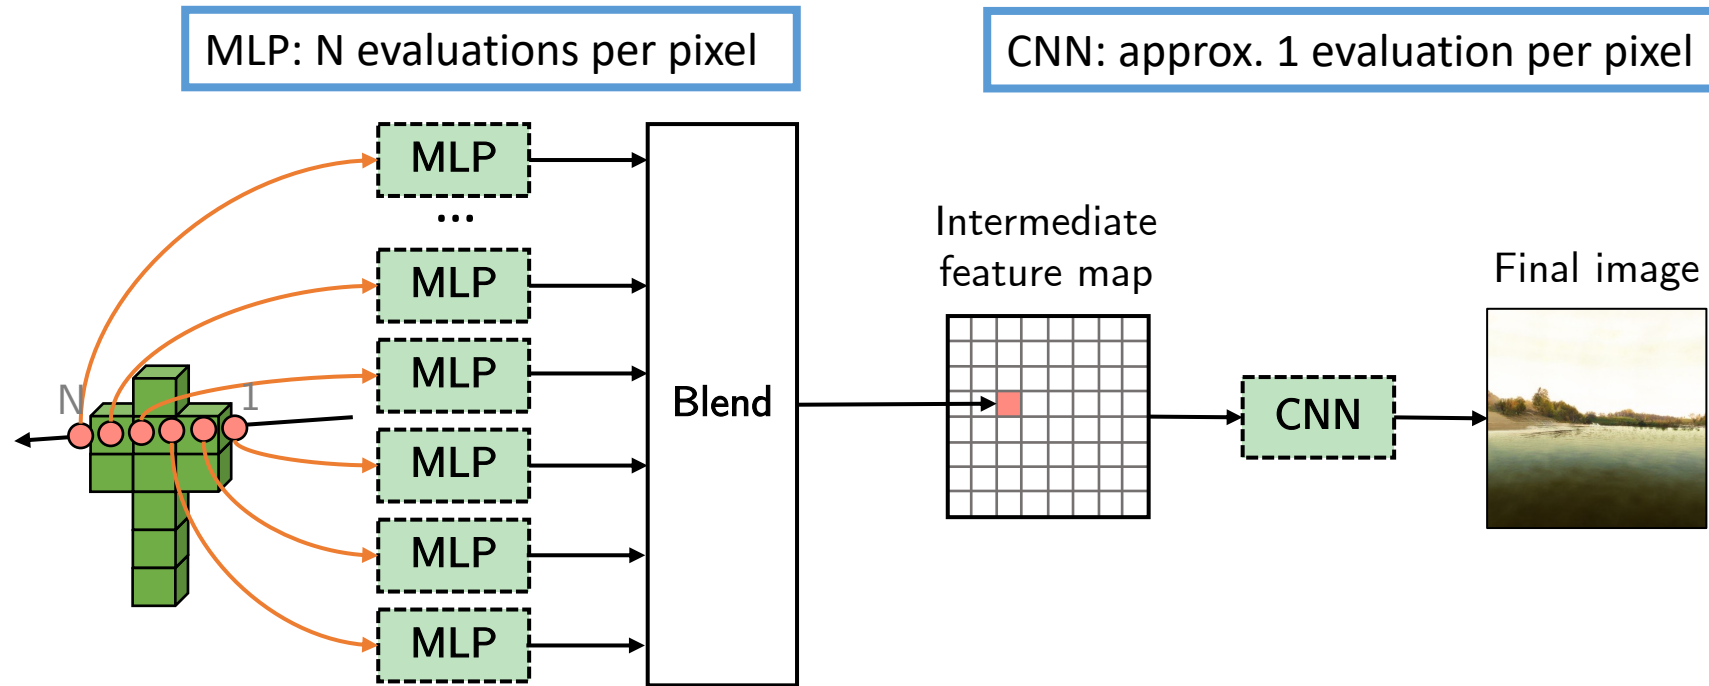 MLP: N evaluations per pixel
CNN: approx. 1 evaluation per pixel
MLP
...
MLP
MLP
MLP
MLP
MLP
N
1
Blend
Intermediate
feature map
CNN
Final image